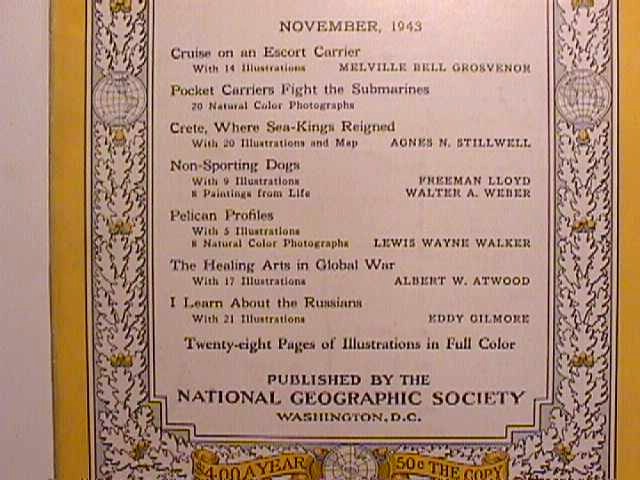 NOVEMBER, 1943
Cruise on an Escort Carrier
With 14 Illustrations MELVILLE BELL GROSVENOR
Pocket Carriers Fight the Submarines
20 Natural Color Photographs
Crete, Where Sea-Kings Reigned
With 20 Illustrations and Map AGNES N. STILLWELL
Non-Sporting Dogs
With 9 Illustrations FREEMAN LLOYD
8 Paintings from Life WALTER A. WEBER
Pelican Profiles
With 5 Illustrations
8 Natural Color Photographs LEWIS WAYNE WALKER
The Healing Arts in Global War
With 17 Illustrations ALBERT W. ATWOOD
I Learn About the Russians
With 21 Illustrations EDDY GILMORE
Twenty-eight Pages of Illustrations in Full Color
PUBLISHED BY THE
NATIONAL GEOGRAPHIC SOCIETY
WASHINGTON, D.C.
$4.00 A YEAR 50¢ THE COPY